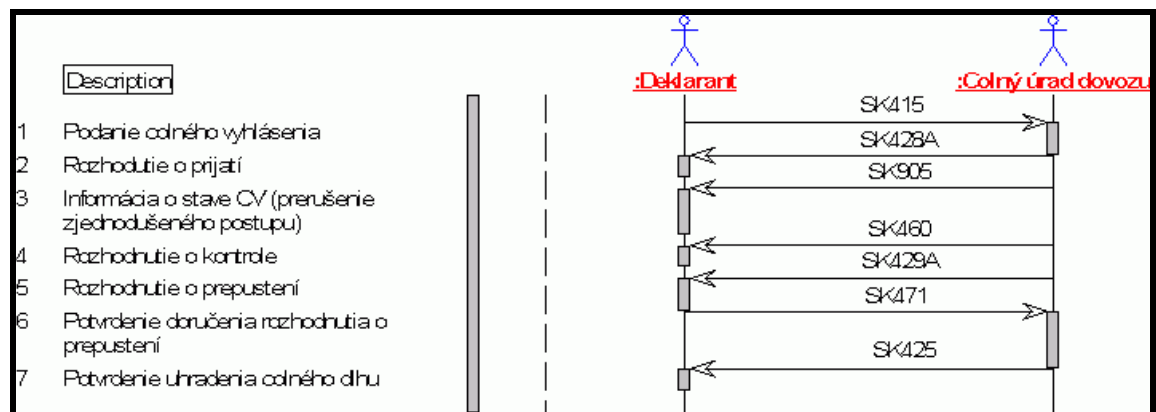 :Deklarant :Colný úrad dovozu
Description
SK415
1 Podanie colného vyhlásenia
SK428A
2 Rozhodutie o prijatí
SK905
3 Informácia o stave CV (prerušenie
zjednodušeného postupu)
SK460
4 Rozhodnutie o kontrole
SK429A
5 Rozhodnutie o prepustení
SK471
6 Potvrdenie doručenia rozhodnutia o
prepustení
SK425
7 Potvrdenie uhradenia colného dlhu